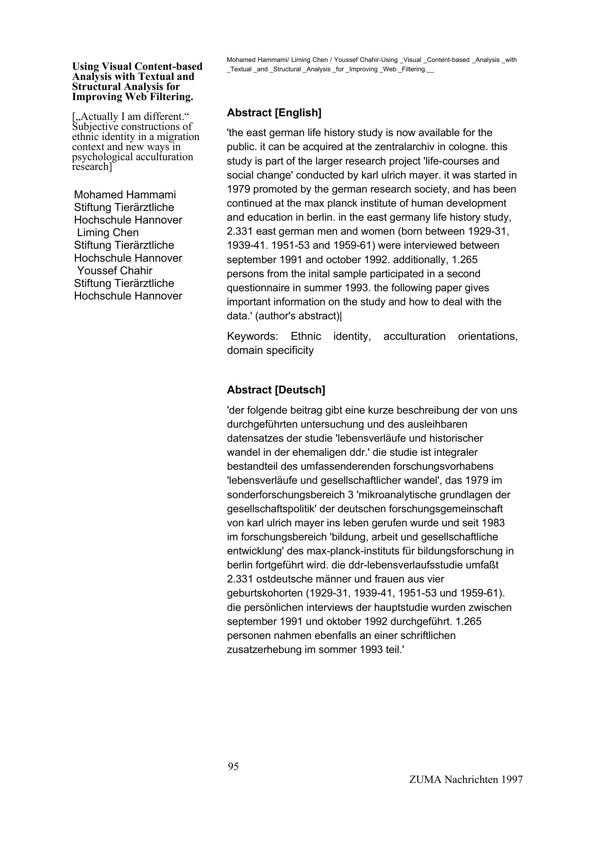 Mohamed Hammami/ Liming Chen / Youssef Chahir-Using _Visual _Content-based _Analysis _with
_Textual _and _Structural _Analysis _for _Improving _Web _Filtering.__
Using Visual Content-based
Analysis with Textual and
Structural Analysis for
Improving Web Filtering.
[„Actually I am different.“
Subjective constructions of
ethnic identity in a migration
context and new ways in
psychological acculturation
research]
Mohamed Hammami
Stiftung Tierärztliche
Hochschule Hannover
Liming Chen
Stiftung Tierärztliche
Hochschule Hannover
Youssef Chahir
Stiftung Tierärztliche
Hochschule Hannover
Abstract [English]
'the east german life history study is now available for the
public. it can be acquired at the zentralarchiv in cologne. this
study is part of the larger research project 'life-courses and
social change' conducted by karl ulrich mayer. it was started in
1979 promoted by the german research society, and has been
continued at the max planck institute of human development
and education in berlin. in the east germany life history study,
2.331 east german men and women (born between 1929-31,
1939-41. 1951-53 and 1959-61) were interviewed between
september 1991 and october 1992. additionally, 1.265
persons from the inital sample participated in a second
questionnaire in summer 1993. the following paper gives
important information on the study and how to deal with the
data.' (author's abstract)|
Keywords: Ethnic identity, acculturation orientations,
domain specificity
Abstract [Deutsch]
'der folgende beitrag gibt eine kurze beschreibung der von uns
durchgeführten untersuchung und des ausleihbaren
datensatzes der studie 'lebensverläufe und historischer
wandel in der ehemaligen ddr.' die studie ist integraler
bestandteil des umfassenderenden forschungsvorhabens
'lebensverläufe und gesellschaftlicher wandel', das 1979 im
sonderforschungsbereich 3 'mikroanalytische grundlagen der
gesellschaftspolitik' der deutschen forschungsgemeinschaft
von karl ulrich mayer ins leben gerufen wurde und seit 1983
im forschungsbereich 'bildung, arbeit und gesellschaftliche
entwicklung' des max-planck-instituts für bildungsforschung in
berlin fortgeführt wird. die ddr-lebensverlaufsstudie umfaßt
2.331 ostdeutsche männer und frauen aus vier
geburtskohorten (1929-31, 1939-41, 1951-53 und 1959-61).
die persönlichen interviews der hauptstudie wurden zwischen
september 1991 und oktober 1992 durchgeführt. 1.265
personen nahmen ebenfalls an einer schriftlichen
zusatzerhebung im sommer 1993 teil.'
95
ZUMA Nachrichten 1997